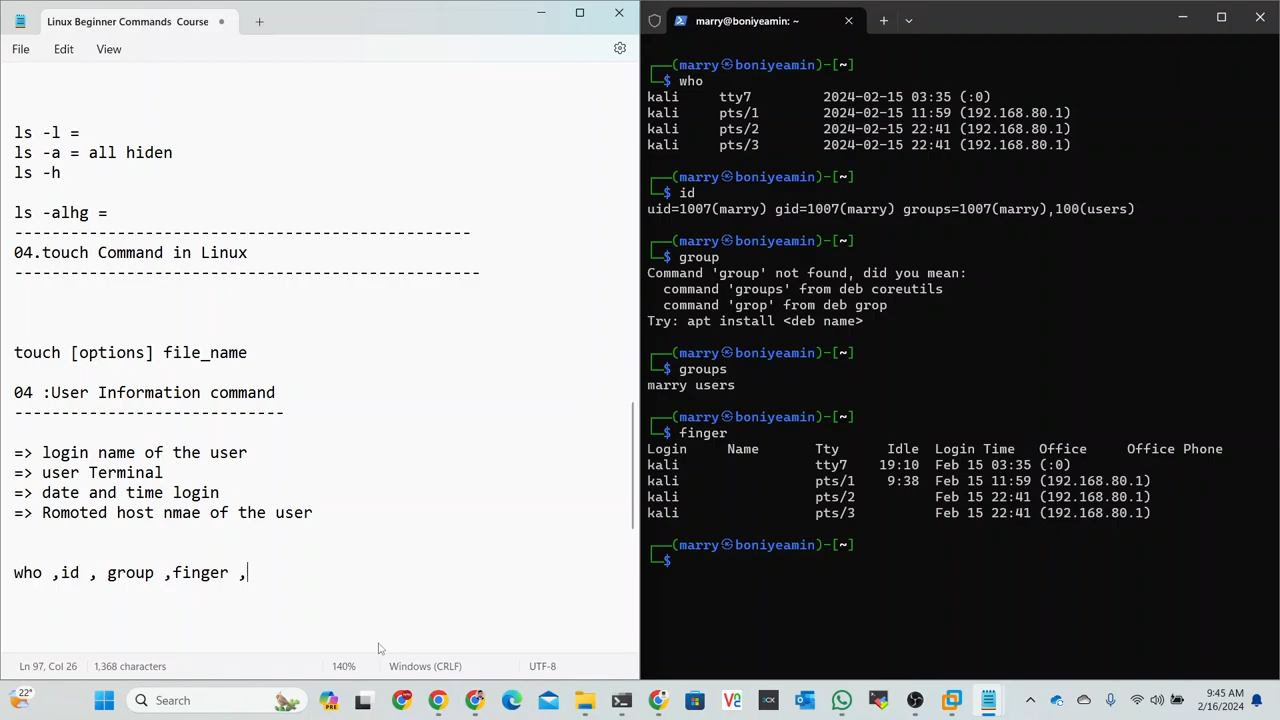 Linux Beginner Commands Course
File Edit View
ls -l =
ls -a = all hiden
ls -h
ls -alhg =
-------------------------------------------------
04.touch Command in Linux
--------------------------------------------------
touch [options] file_name
04 :User Information command
-----------------------------
=> login name of the user
=> user Terminal
=> date and time login
=> Romoted host nmae of the user
who ,id , group ,finger ,
Ln 97, Col 26 1,368 characters 140% Windows (CRLF) UTF-8
marry@boniyeamin: ~
(marry㉿boniyeamin)-[~]
$ who
kali tty7 2024-02-15 03:35 (:0)
kali pts/1 2024-02-15 11:59 (192.168.80.1)
kali pts/2 2024-02-15 22:41 (192.168.80.1)
kali pts/3 2024-02-15 22:41 (192.168.80.1)
(marry㉿boniyeamin)-[~]
$ id
uid=1007(marry) gid=1007(marry) groups=1007(marry),100(users)
(marry㉿boniyeamin)-[~]
$ group
Command 'group' not found, did you mean:
command 'groups' from deb coreutils
command 'grop' from deb grop
Try: apt install <deb name>
(marry㉿boniyeamin)-[~]
$ groups
marry users
(marry㉿boniyeamin)-[~]
$ finger
Login Name Tty Idle Login Time Office Office Phone
kali tty7 19:10 Feb 15 03:35 (:0)
kali pts/1 9:38 Feb 15 11:59 (192.168.80.1)
kali pts/2 Feb 15 22:41 (192.168.80.1)
kali pts/3 Feb 15 22:41 (192.168.80.1)
(marry㉿boniyeamin)-[~]
$
22° Search 9:45 AM
2/16/2024